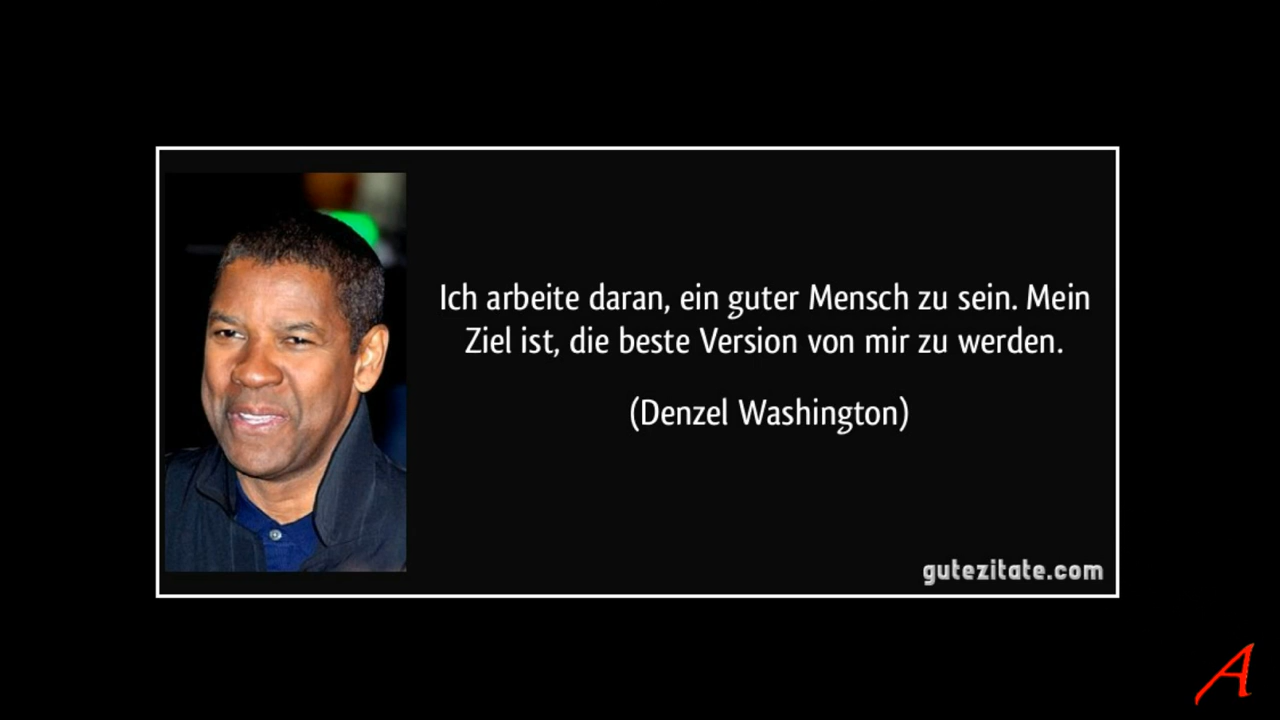 Ich arbeite daran, ein guter Mensch zu sein. Mein
Ziel ist, die beste Version von mir zu werden.
(Denzel Washington)
gutezitate.com
A